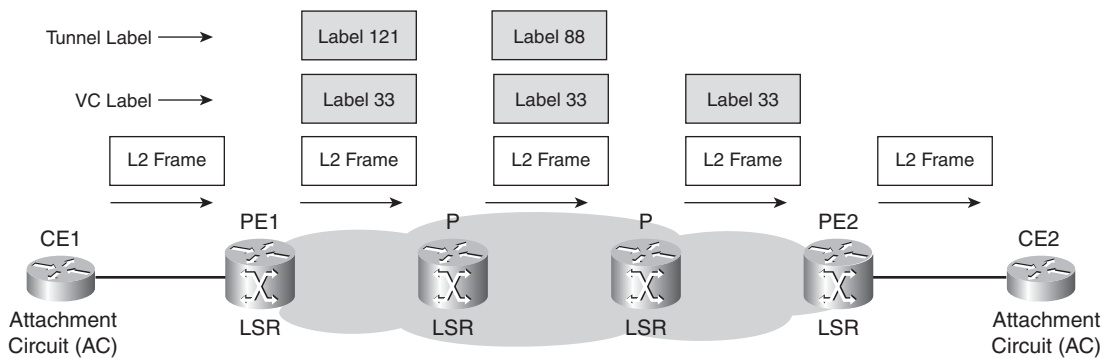 Tunnel Label
Label 121
Label 88
VC Label
Label 33
Label 33
Label 33
L2 Frame
L2 Frame
L2 Frame
L2 Frame
L2 Frame
PE1
P
P
PE2
CE1
CE2
LSR
LSR
LSR
LSR
Attachment
Circuit (AC)
Attachment
Circuit (AC)